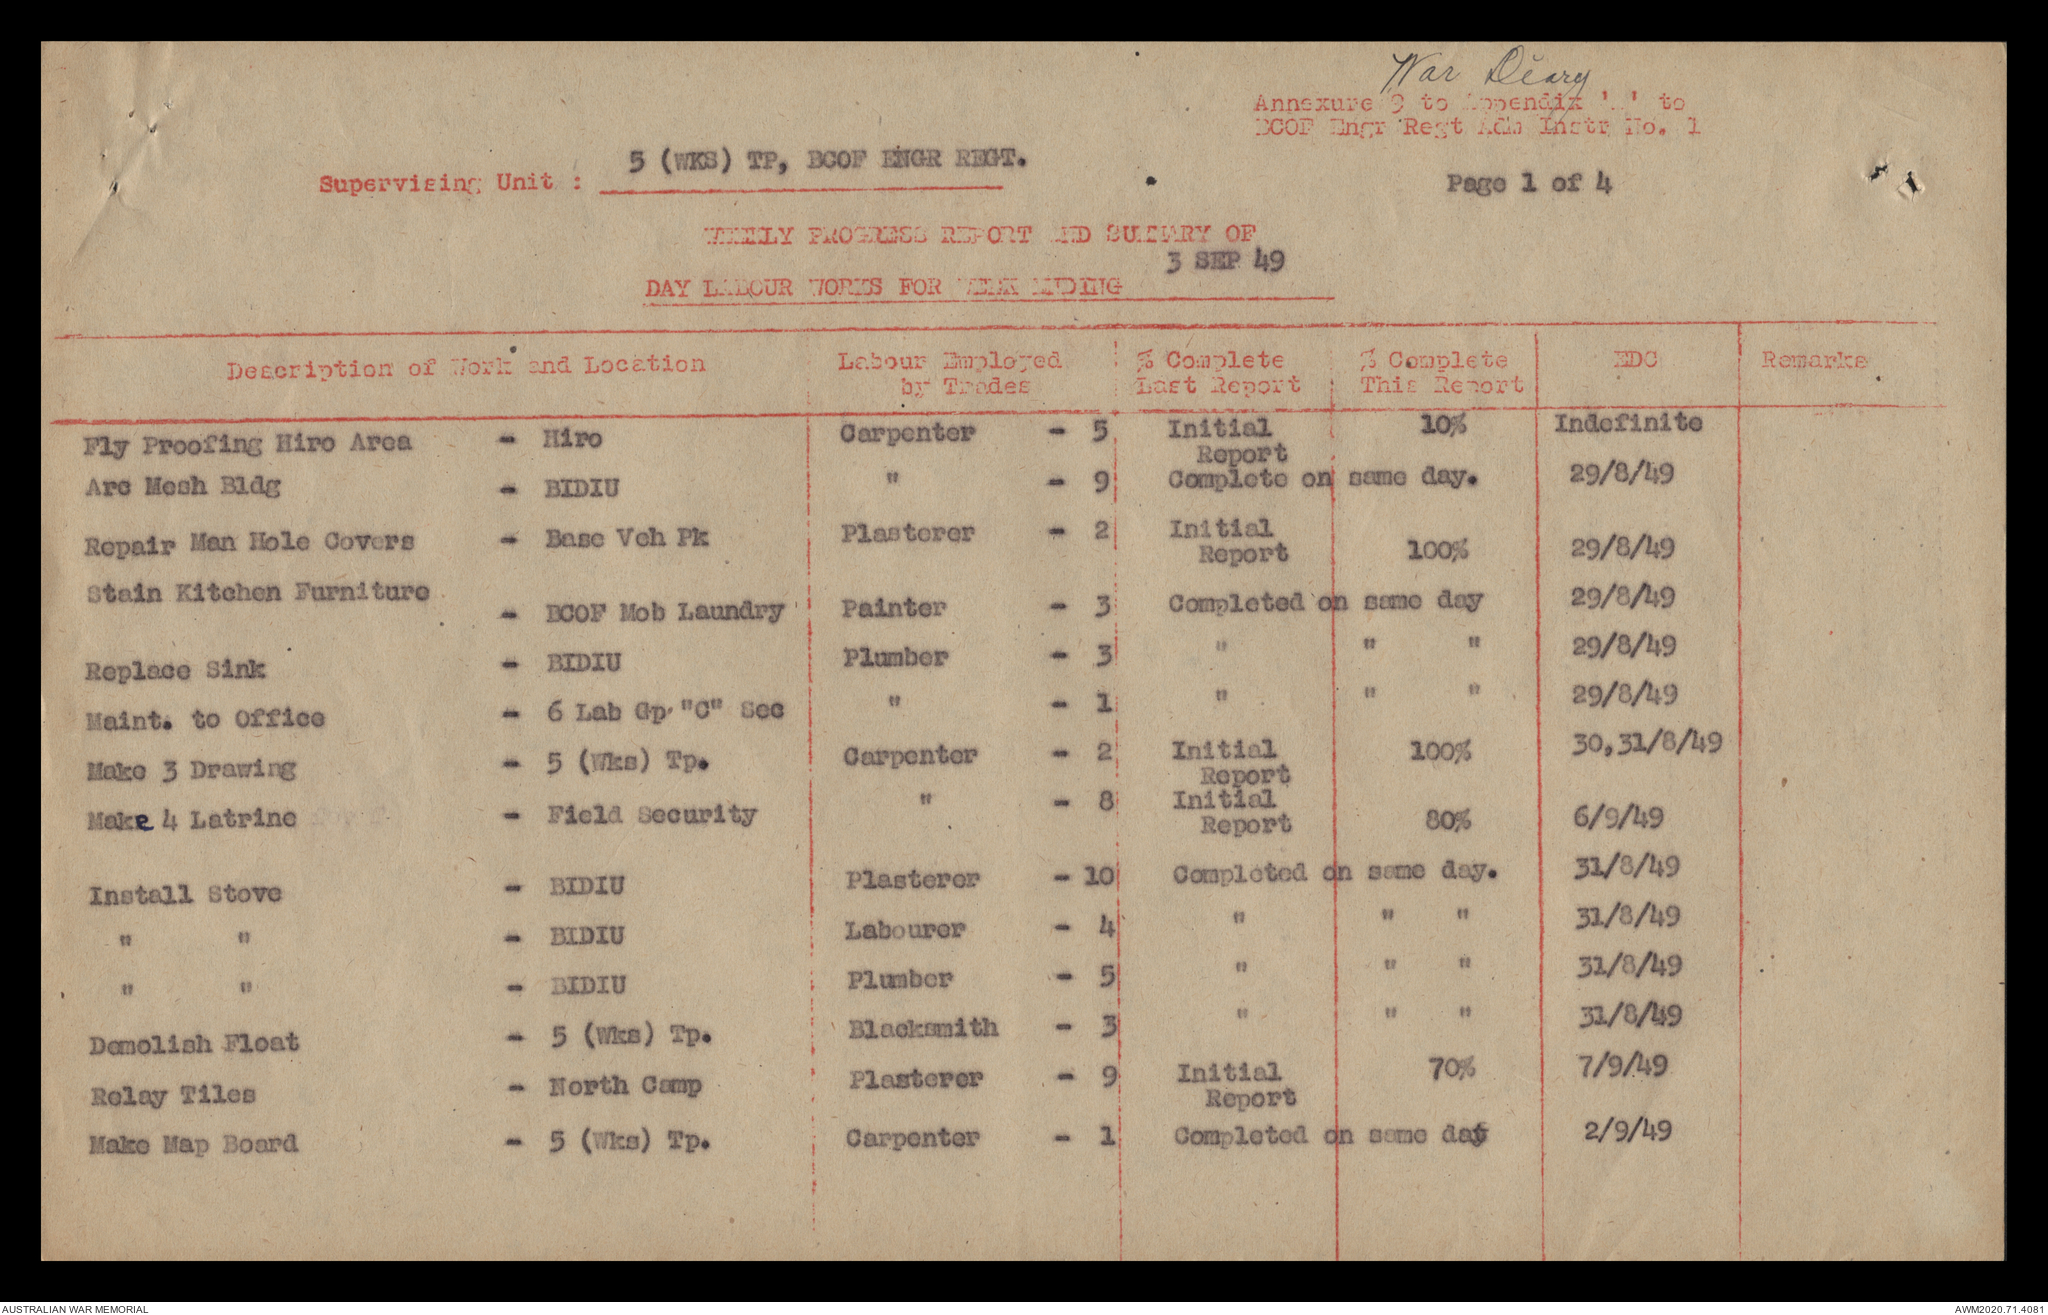 War Diary
Annexure 9 to Appendix ' ' to
BCOF Engr Regt Adm Instr No. 1
5 (WKS) TP, BCOF ENGR REGT.
Supervising Unit :
Page 1 of 4
WEEKLY PROGRESS REPORT AND SUMMARY OF
3 SEP 49
DAY LABOUR WORKS FOR WEEK ENDING
Description of Work and Location | Labour Employed by Trades | % Complete Last Report | % Complete This Report | EDC | Remarks
Fly Proofing Hiro Area - Hiro | Carpenter - 5 | Initial Report | 10% | Indefinite
Arc Mesh Bldg - BIDIU | " - 9 | Complete on same day. | 29/8/49
Repair Man Hole Covers - Base Veh Pk | Plasterer - 2 | Initial Report | 100% | 29/8/49
Stain Kitchen Furniture - BCOF Mob Laundry | Painter - 3 | Completed on same day | 29/8/49
Replace Sink - BIDIU | Plumber - 3 | " " " | 29/8/49
Maint. to Office - 6 Lab Gp "C" Sec | " - 1 | " " " | 29/8/49
Make 3 Drawing - 5 (Wks) Tp. | Carpenter - 2 | Initial Report | 100% | 30,31/8/49
Make 4 Latrine - Field Security | " - 8 | Initial Report | 80% | 6/9/49
Install Stove - BIDIU | Plasterer - 10 | Completed on same day. | 31/8/49
" " - BIDIU | Labourer - 4 | " " " | 31/8/49
" " - BIDIU | Plumber - 5 | " " " | 31/8/49
Demolish Float - 5 (Wks) Tp. | Blacksmith - 3 | " " " | 31/8/49
Relay Tiles - North Camp | Plasterer - 9 | Initial Report | 70% | 7/9/49
Make Map Board - 5 (Wks) Tp. | Carpenter - 1 | Completed on same day | 2/9/49
AUSTRALIAN WAR MEMORIAL
AWM2020.71.4081